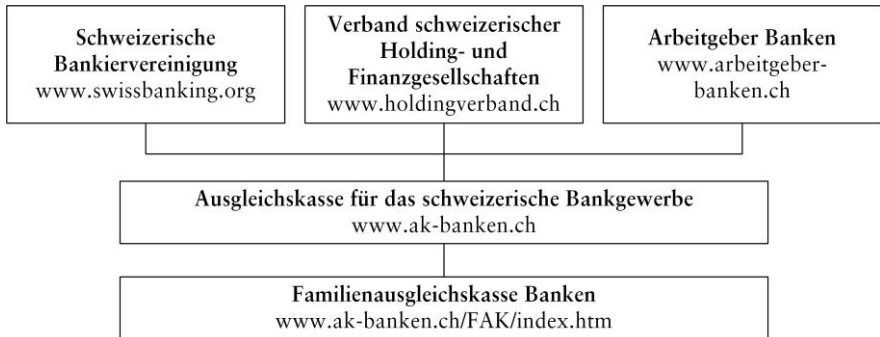 Schweizerische
Bankiervereinigung
www.swissbanking.org
Verband schweizerischer
Holding- und
Finanzgesellschaften
www.holdingverband.ch
Arbeitgeber Banken
www.arbeitgeber-
banken.ch
Ausgleichskasse für das schweizerische Bankgewerbe
www.ak-banken.ch
Familienausgleichskasse Banken
www.ak-banken.ch/FAK/index.htm